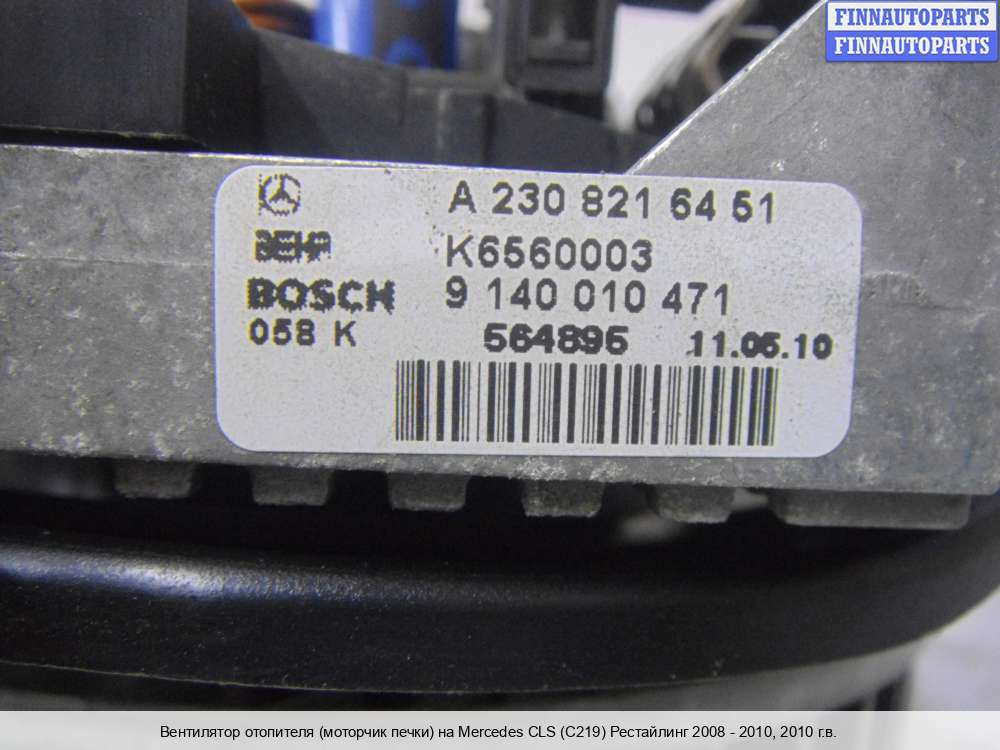 FINNAUTOPARTS
FINNAUTOPARTS
A 230 821 64 51
BEHR K6560003
BOSCH 9 140 010 471
058 K 564895 11.05.10
Вентилятор отопителя (моторчик печки) на Mercedes CLS (C219) Рестайлинг 2008 - 2010, 2010 г.в.